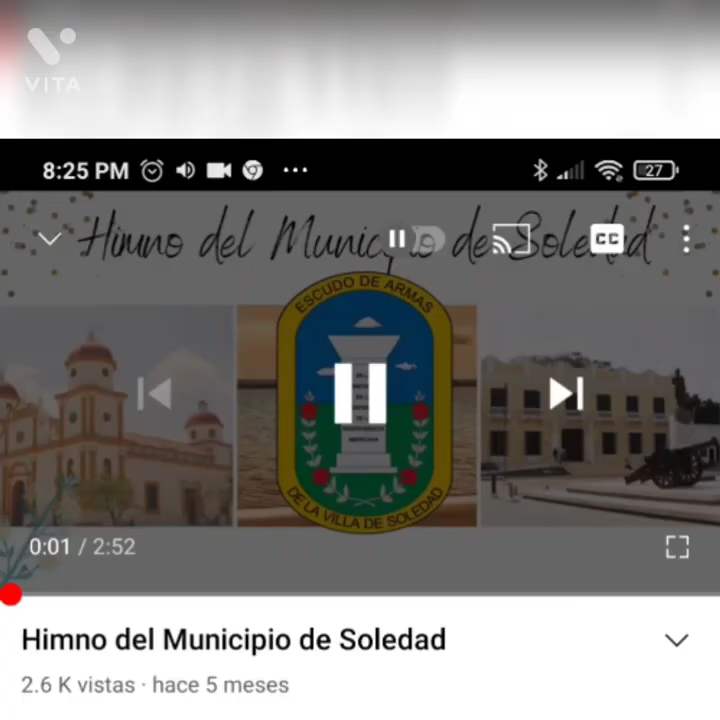 VITA
8:25 PM
27
Himno del Municipio de Soledad
CC
ESCUDO DE ARMAS
DE LA VILLA DE SOLEDAD
0:01 / 2:52
Himno del Municipio de Soledad
2.6 K vistas · hace 5 meses